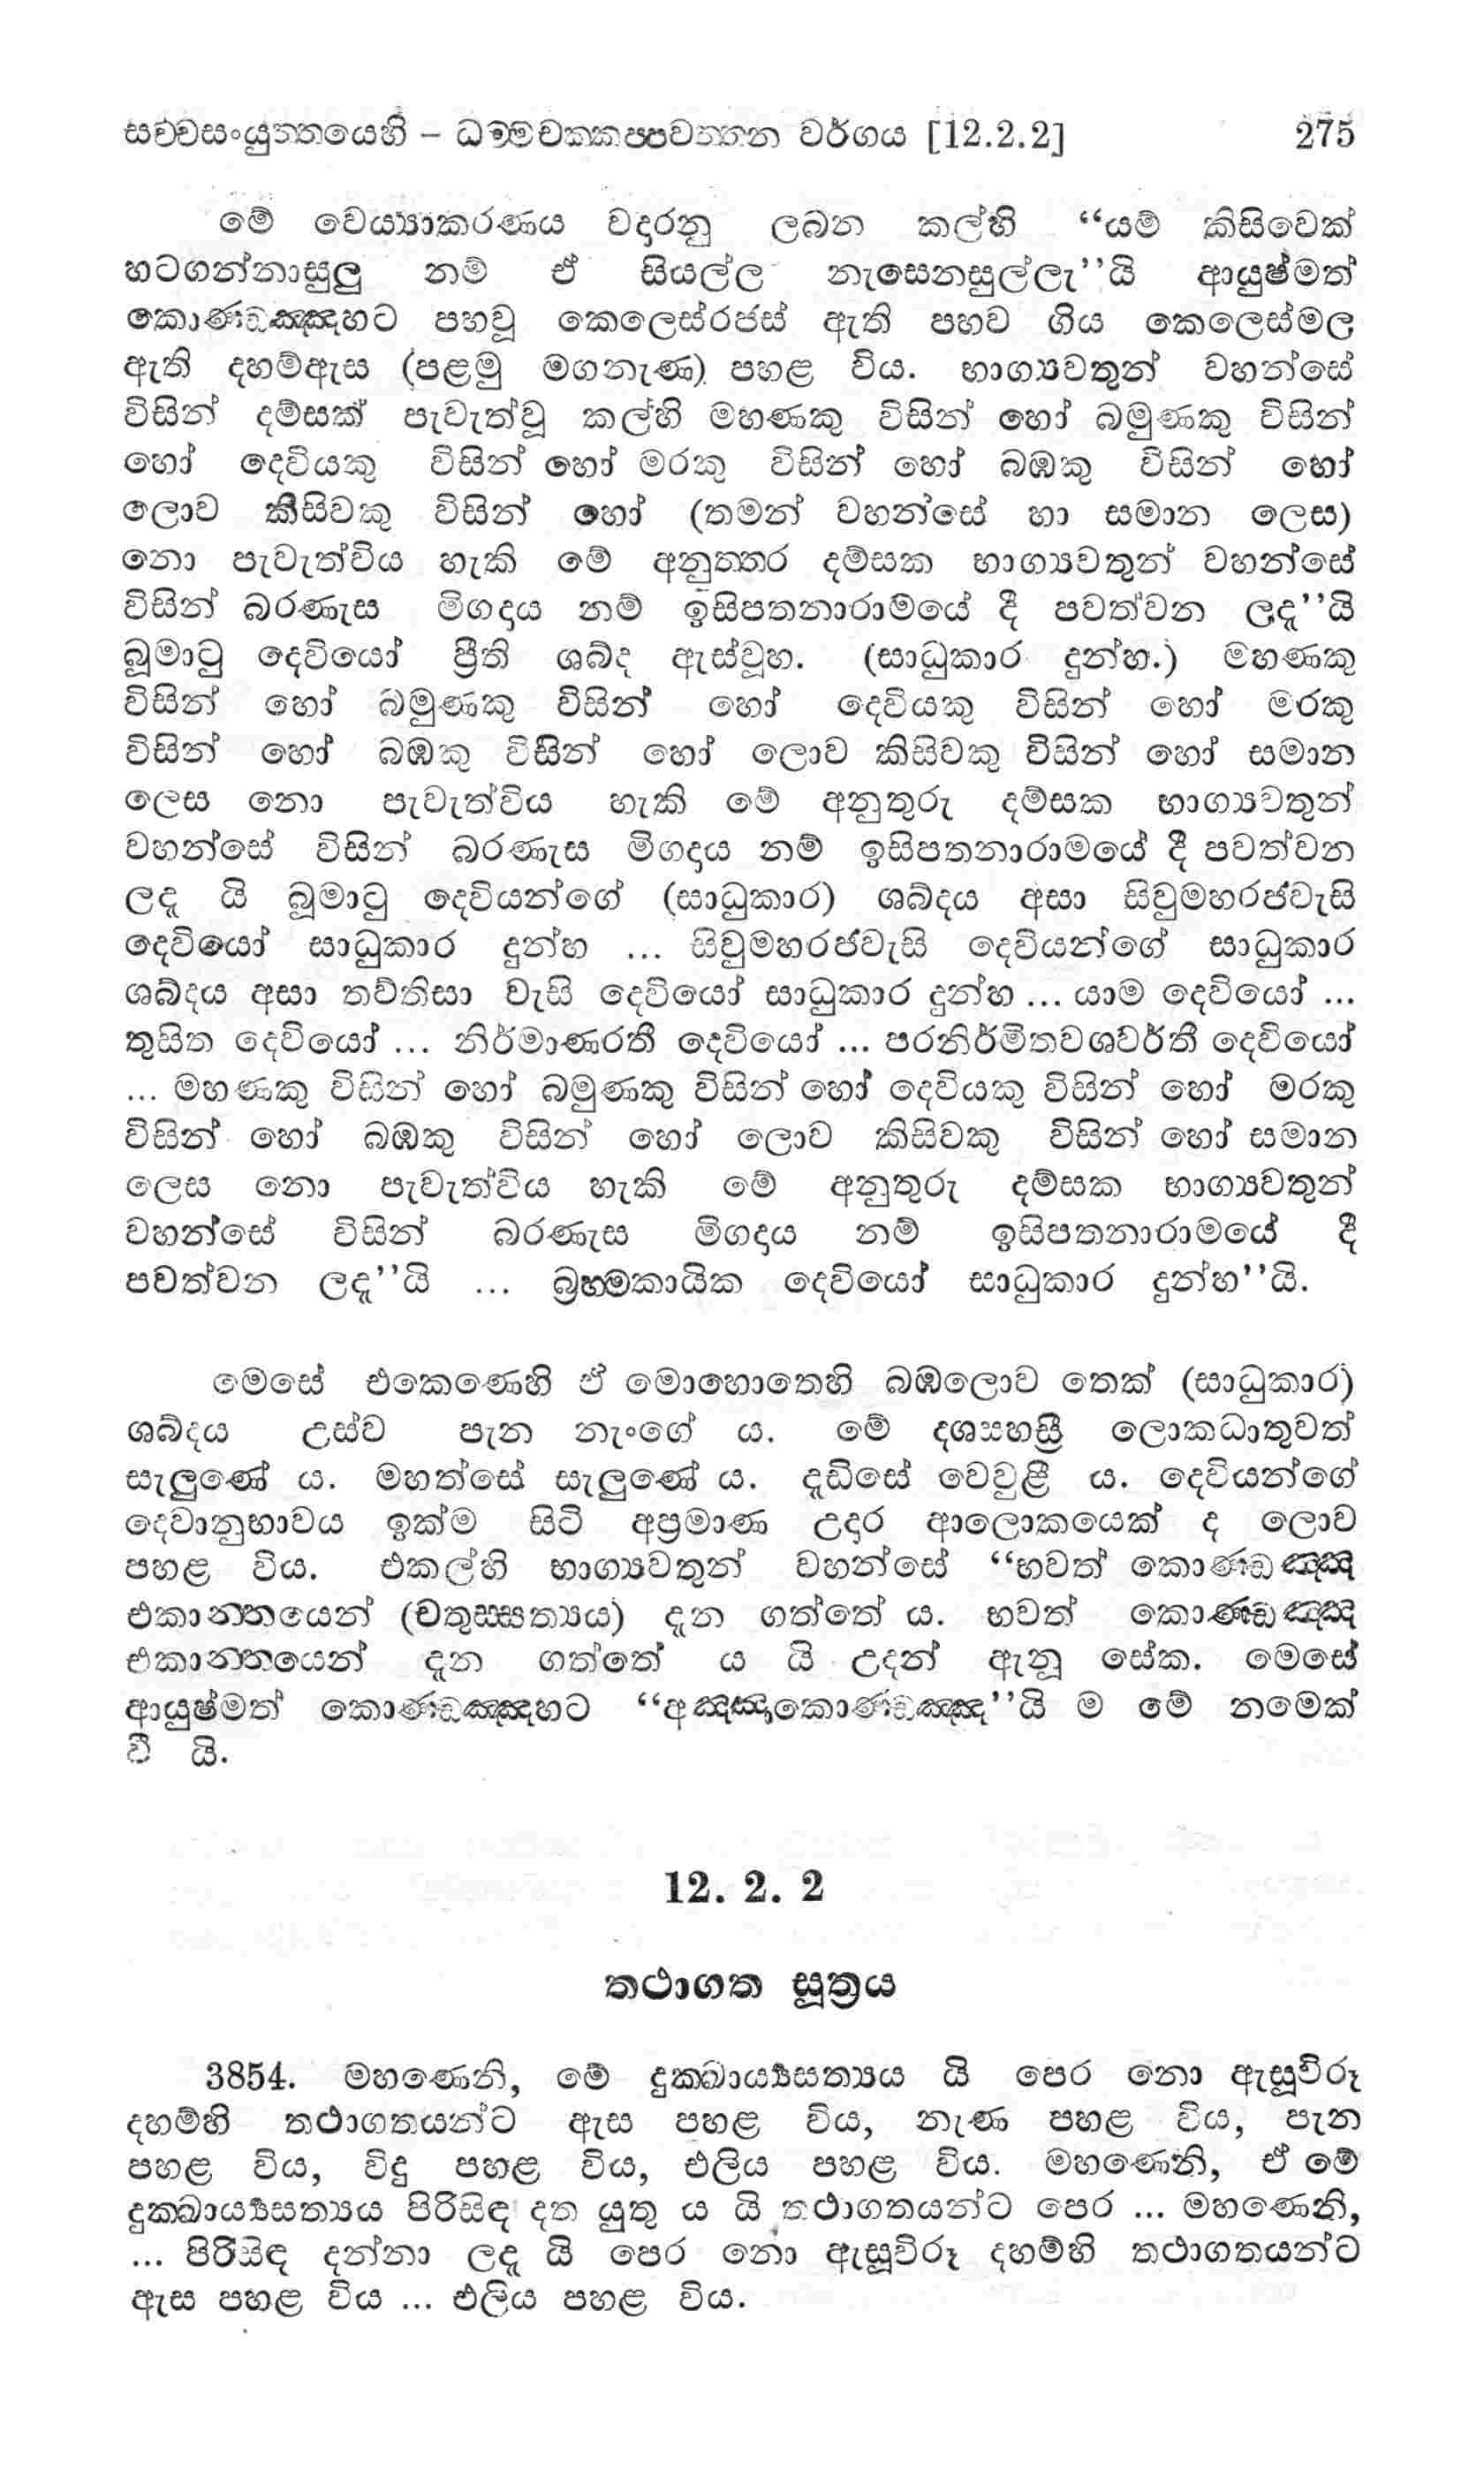 සච්චසංයුත්තයෙහි – ධම්මචක්කප්පවත්තන වර්ගය [12.2.2] 275
මේ වෙය්‍යාකරණය වදාරනු ලබන කල්හි “යම් කිසිවෙක්
හටගන්නාසුලු නම් ඒ සියල්ල නැසෙනසුල්ලැ’’යි ආයුෂ්මත්
කොණ්ඩඤ්ඤහට පහවූ කෙලෙස්රජස් ඇති පහව ගිය කෙලෙස්මල
ඇති දහම්ඇස (පළමු මගනැණ) පහළ විය. භාග්‍යවතුන් වහන්සේ
විසින් දම්සක් පැවැත්වූ කල්හි මහණකු විසින් හෝ බමුණකු විසින්
හෝ දෙවියකු විසින් හෝ මරකු විසින් හෝ බඹකු විසින් හෝ
ලොව කිසිවකු විසින් හෝ (තමන් වහන්සේ හා සමාන ලෙස)
නො පැවැත්විය හැකි මේ අනුත්තර දම්සක භාග්‍යවතුන් වහන්සේ
විසින් බරණැස මිගදාය නම් ඉසිපතනාරාමයේ දී පවත්වන ලදැ’’යි
බූමාටු දෙවියෝ ප්‍රීති ශබ්ද ඇස්වූහ. (සාධුකාර දුන්හ.) මහණකු
විසින් හෝ බමුණකු විසින් හෝ දෙවියකු විසින් හෝ මරකු
විසින් හෝ බඹකු විසින් හෝ ලොව කිසිවකු විසින් හෝ සමාන
ලෙස නො පැවැත්විය හැකි මේ අනුතුරු දම්සක භාග්‍යවතුන්
වහන්සේ විසින් බරණැස මිගදාය නම් ඉසිපතනාරාමයේ දී පවත්වන
ලදැ යි බූමාටු දෙවියන්ගේ (සාධුකාර) ශබ්දය අසා සිවුමහරජවැසි
දෙවියෝ සාධුකාර දුන්හ ... සිවුමහරජවැසි දෙවියන්ගේ සාධුකාර
ශබ්දය අසා තව්තිසා වැසි දෙවියෝ සාධුකාර දුන්හ ... යාම දෙවියෝ ...
තුසිත දෙවියෝ ... නිර්මාණරතී දෙවියෝ ... පරනිර්මිතවශවර්තී දෙවියෝ
... මහණකු විසින් හෝ බමුණකු විසින් හෝ දෙවියකු විසින් හෝ මරකු
විසින් හෝ බඹකු විසින් හෝ ලොව කිසිවකු විසින් හෝ සමාන
ලෙස නො පැවැත්විය හැකි මේ අනුතුරු දම්සක භාග්‍යවතුන්
වහන්සේ විසින් බරණැස මිගදාය නම් ඉසිපතනාරාමයේ දී
පවත්වන ලදැ’’යි ... බ්‍රහ්මකායික දෙවියෝ සාධුකාර දුන්හ’’යි.
මෙසේ එකෙණෙහි ඒ මොහොතෙහි බඹලොව තෙක් (සාධුකාර)
ශබ්දය උස්ව පැන නැංගේ ය. මේ දශසහස්‍රී ලොකධාතුවත්
සැලුණේ ය. මහත්සේ සැලුණේ ය. දැඩිසේ වෙවුළී ය. දෙවියන්ගේ
දෙවානුභාවය ඉක්ම සිටි අප්‍රමාණ උදාර ආලොකයෙක් ද ලොව
පහළ විය. එකල්හි භාග්‍යවතුන් වහන්සේ “භවත් කොණ්ඩඤ්ඤ
එකාන්තයෙන් (චතුස්සත්‍යය) දැන ගත්තේ ය. භවත් කොණ්ඩඤ්ඤ
එකාන්තයෙන් දැන ගත්තේ ය යි උදන් ඇනූ සේක. මෙසේ
ආයුෂ්මත් කොණ්ඩඤ්ඤහට “අඤ්ඤාකොණ්ඩඤ්ඤ’’යි ම මේ නමෙක්
වී යි.
12. 2. 2
තථාගත සූත්‍රය
3854. මහණෙනි, මේ දුක්ඛාර්‍ය්‍යසත්‍යය යි පෙර නො ඇසූවිරූ
දහම්හි තථාගතයන්ට ඇස පහළ විය, නැණ පහළ විය, පැන
පහළ විය, විදු පහළ විය, එලිය පහළ විය. මහණෙනි, ඒ මේ
දුක්ඛාර්‍ය්‍යසත්‍යය පිරිසිඳ දත යුතු ය යි තථාගතයන්ට පෙර ... මහණෙනි,
... පිරිසිඳ දන්නා ලදැ යි පෙර නො ඇසූවිරූ දහම්හි තථාගතයන්ට
ඇස පහළ විය ... එලිය පහළ විය.